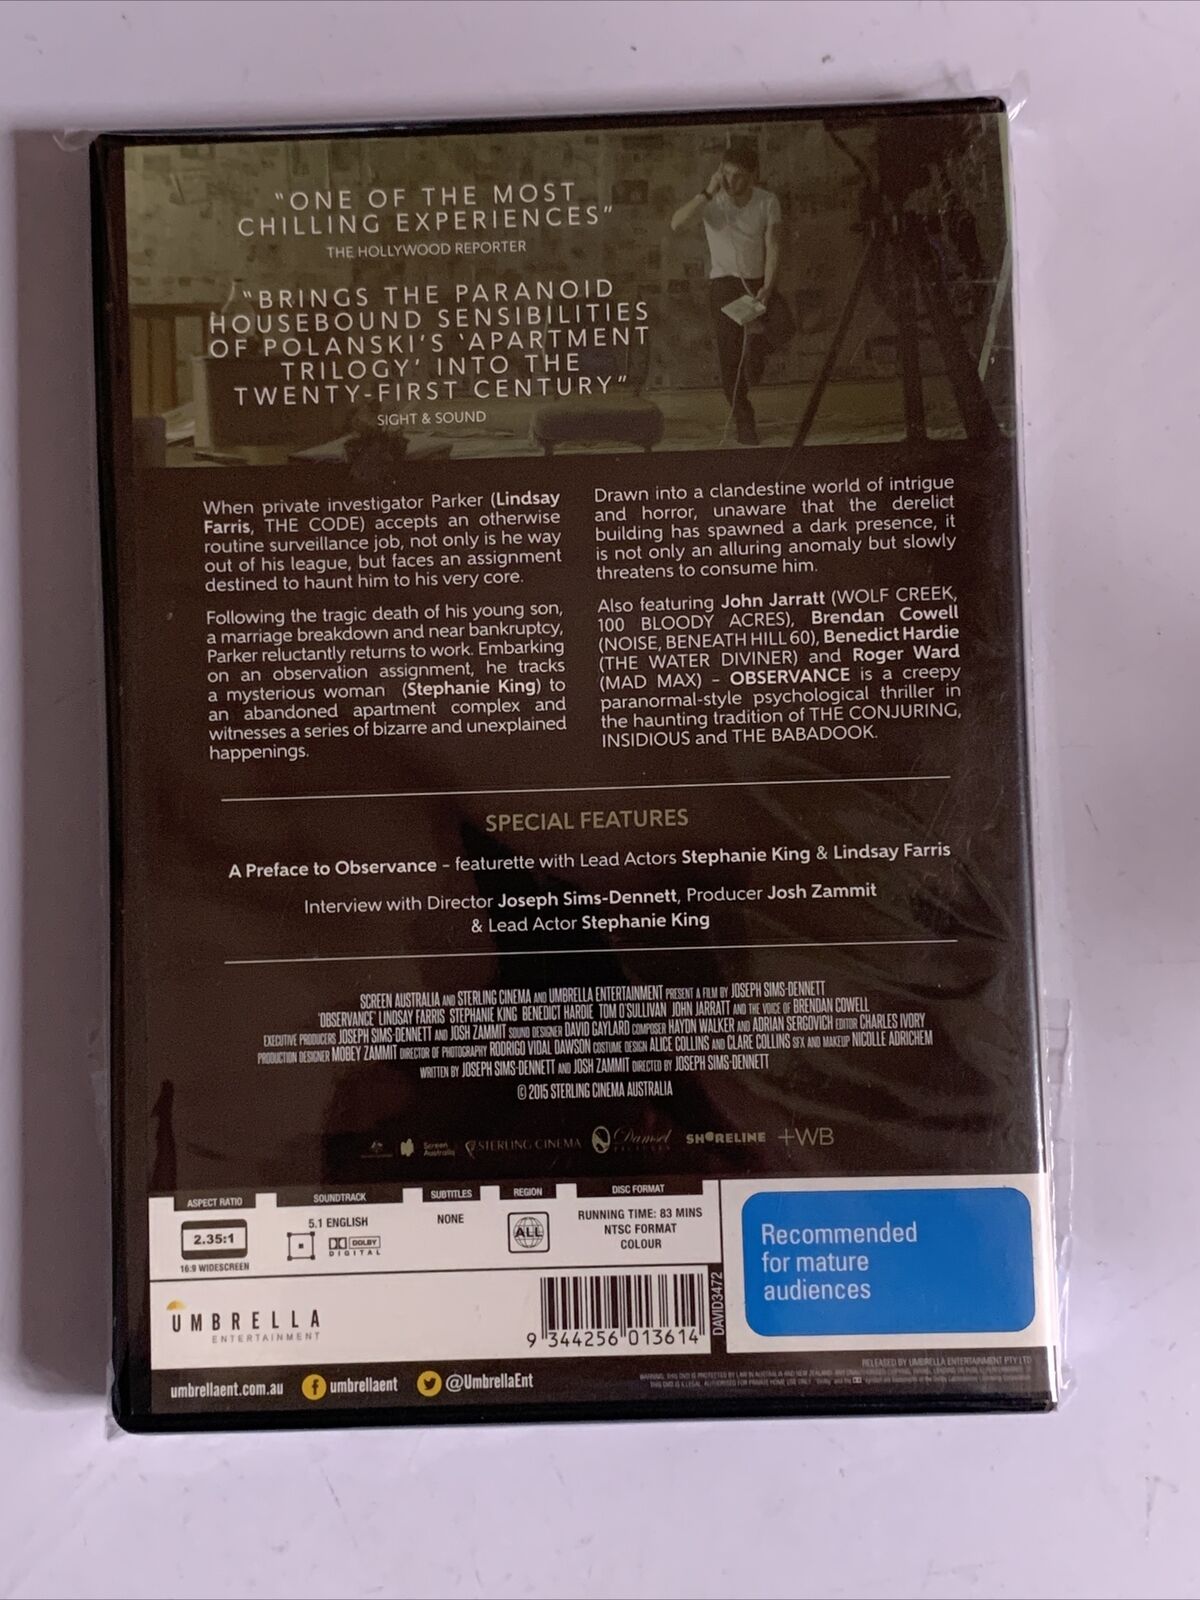 "ONE OF THE MOST
CHILLING EXPERIENCES"
THE HOLLYWOOD REPORTER
"BRINGS THE PARANOID
HOUSEBOUND SENSIBILITIES
OF POLANSKI'S 'APARTMENT
TRILOGY' INTO THE
TWENTY-FIRST CENTURY"
SIGHT & SOUND
When private investigator Parker (Lindsay
Farris, THE CODE) accepts an otherwise
routine surveillance job, not only is he way
out of his league, but faces an assignment
destined to haunt him to his very core.
Following the tragic death of his young son,
a marriage breakdown and near bankruptcy,
Parker reluctantly returns to work. Embarking
on an observation assignment, he tracks
a mysterious woman (Stephanie King) to
an abandoned apartment complex and
witnesses a series of bizarre and unexplained
happenings.
Drawn into a clandestine world of intrigue
and horror, unaware that the derelict
building has spawned a dark presence, it
is not only an alluring anomaly but slowly
threatens to consume him.
Also featuring John Jarratt (WOLF CREEK,
100 BLOODY ACRES), Brendan Cowell
(NOISE, BENEATH HILL 60), Benedict Hardie
(THE WATER DIVINER) and Roger Ward
(MAD MAX) – OBSERVANCE is a creepy
paranormal-style psychological thriller in
the haunting tradition of THE CONJURING,
INSIDIOUS and THE BABADOOK.
SPECIAL FEATURES
A Preface to Observance – featurette with Lead Actors Stephanie King & Lindsay Farris
Interview with Director Joseph Sims-Dennett, Producer Josh Zammit
& Lead Actor Stephanie King
SCREEN AUSTRALIA AND STERLING CINEMA AND UMBRELLA ENTERTAINMENT PRESENT A FILM BY JOSEPH SIMS-DENNETT
'OBSERVANCE' LINDSAY FARRIS STEPHANIE KING BENEDICT HARDIE TOM O'SULLIVAN JOHN JARRATT AND THE VOICE OF BRENDAN COWELL
EXECUTIVE PRODUCERS JOSEPH SIMS-DENNETT AND JOSH ZAMMIT SOUND DESIGNER DAVID GAYLARD COMPOSER HAYDN WALKER AND ADRIAN SERGOVICH EDITOR CHARLES IVORY
PRODUCTION DESIGNER MOBEY ZAMMIT DIRECTOR OF PHOTOGRAPHY RODRIGO VIDAL DAWSON COSTUME DESIGN ALICE COLLINS AND CLARE COLLINS SFX AND MAKEUP NICOLLE ADRICHEM
WRITTEN BY JOSEPH SIMS-DENNETT AND JOSH ZAMMIT DIRECTED BY JOSEPH SIMS-DENNETT
© 2015 STERLING CINEMA AUSTRALIA
Screen Australia STERLING CINEMA Damsel PICTURES SHORELINE +WB
ASPECT RATIO SOUNDTRACK SUBTITLES REGION DISC FORMAT
2.35:1
16:9 WIDESCREEN
5.1 ENGLISH
DOLBY
DIGITAL
NONE
ALL
RUNNING TIME: 83 MINS
NTSC FORMAT
COLOUR
Recommended
for mature
audiences
UMBRELLA
ENTERTAINMENT
9 344256 013614
DAVID3472
umbrellaent.com.au f umbrellaent @UmbrellaEnt
RELEASED BY UMBRELLA ENTERTAINMENT PTY LTD